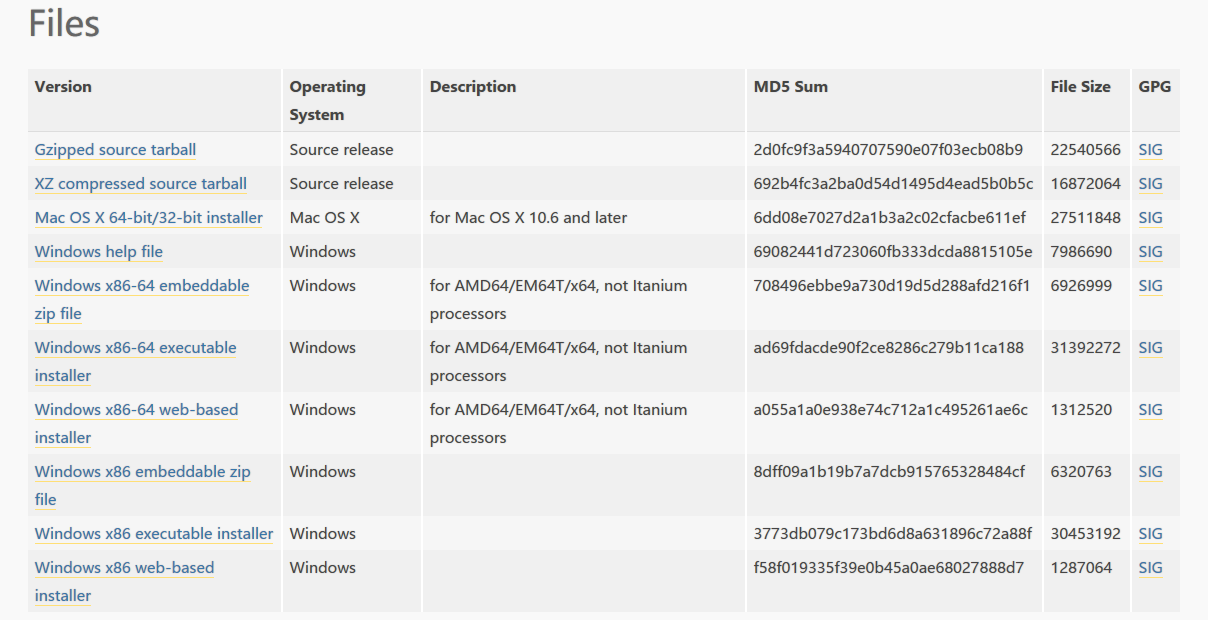 Files
Version Operating System Description MD5 Sum File Size GPG
Gzipped source tarball Source release 2d0fc9f3a5940707590e07f03ecb08b9 22540566 SIG
XZ compressed source tarball Source release 692b4fc3a2ba0d54d1495d4ead5b0b5c 16872064 SIG
Mac OS X 64-bit/32-bit installer Mac OS X for Mac OS X 10.6 and later 6dd08e7027d2a1b3a2c02cfacbe611ef 27511848 SIG
Windows help file Windows 69082441d723060fb333dcda8815105e 7986690 SIG
Windows x86-64 embeddable zip file Windows for AMD64/EM64T/x64, not Itanium processors 708496ebbe9a730d19d5d288afd216f1 6926999 SIG
Windows x86-64 executable installer Windows for AMD64/EM64T/x64, not Itanium processors ad69fdacde90f2ce8286c279b11ca188 31392272 SIG
Windows x86-64 web-based installer Windows for AMD64/EM64T/x64, not Itanium processors a055a1a0e938e74c712a1c495261ae6c 1312520 SIG
Windows x86 embeddable zip file Windows 8dff09a1b19b7a7dcb915765328484cf 6320763 SIG
Windows x86 executable installer Windows 3773db079c173bd6d8a631896c72a88f 30453192 SIG
Windows x86 web-based installer Windows f58f019335f39e0b45a0ae68027888d7 1287064 SIG